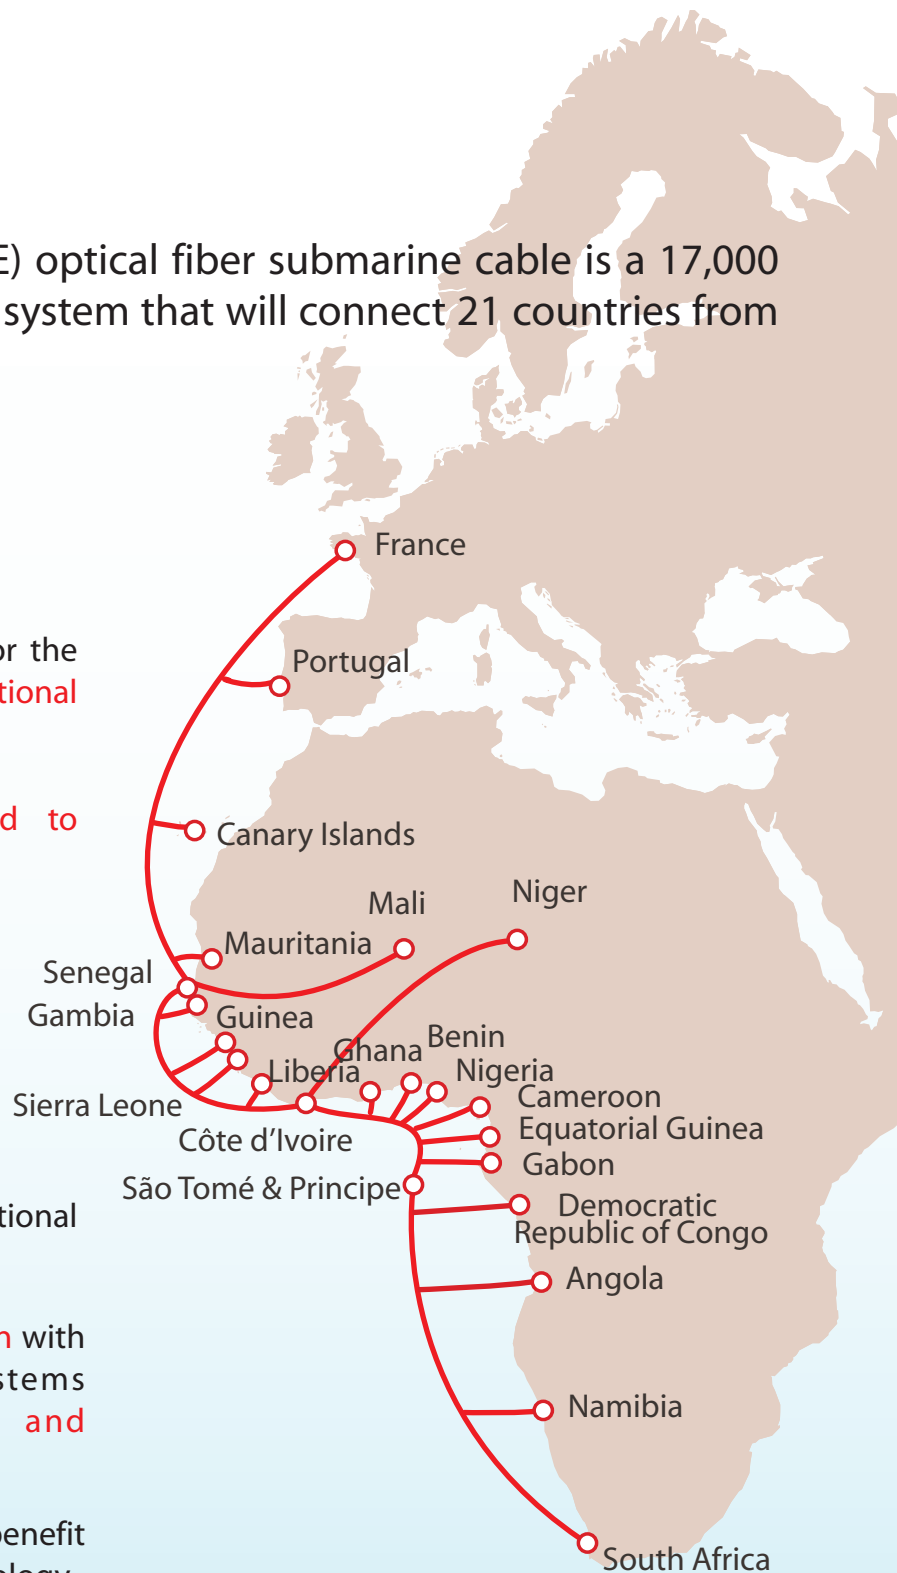 E) optical fiber submarine cable is a 17,000
system that will connect 21 countries from
France
or the
Portugal
tional
d to
Canary Islands
Niger
Mali
Mauritania
Senegal
Gambia
Guinea
Benin
Ghana
Liberia
Nigeria
Cameroon
Sierra Leone
Equatorial Guinea
Côte d’Ivoire
Gabon
São Tomé & Principe
Democratic
Republic of Congo
tional
Angola
n with
stems
and
Namibia
benefit
South Africa